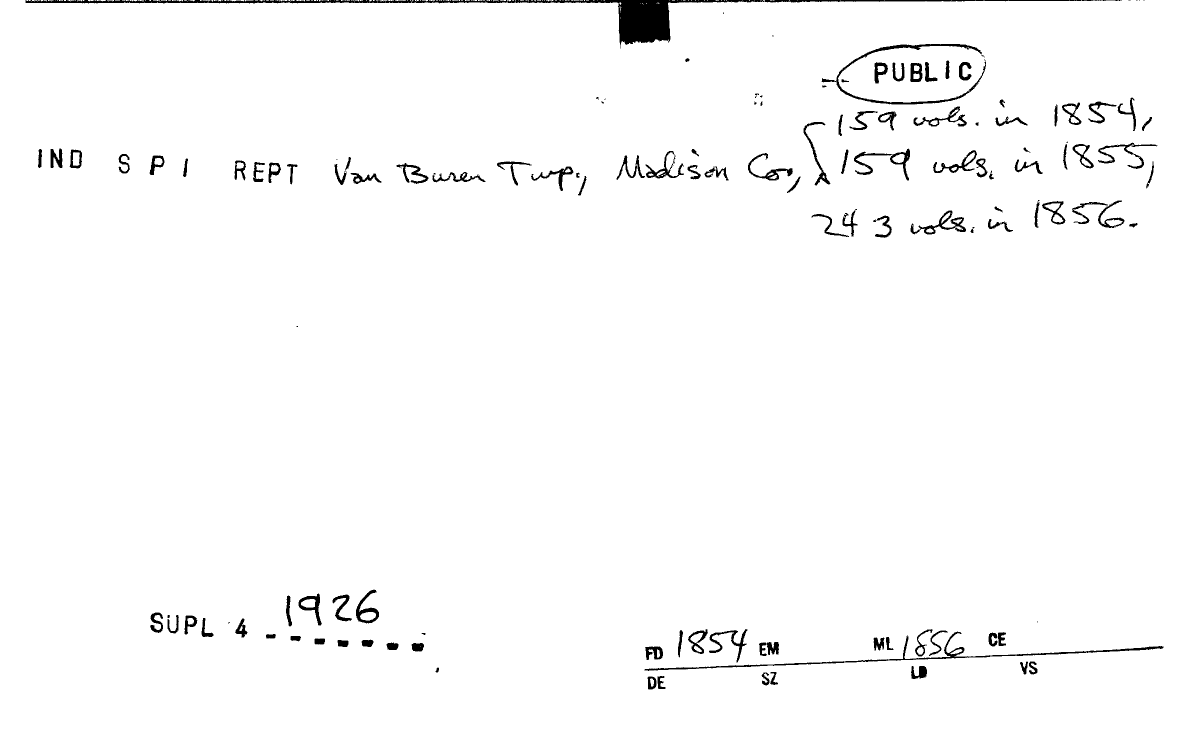 PUBLIC
159 vols. in 1854,
IND S P I REPT Van Buren Twp., Madison Co., 159 vols. in 1855,
243 vols. in 1856.
SUPL 4 1926
FD 1854 EM ML 1856 CE
DE SZ LD VS